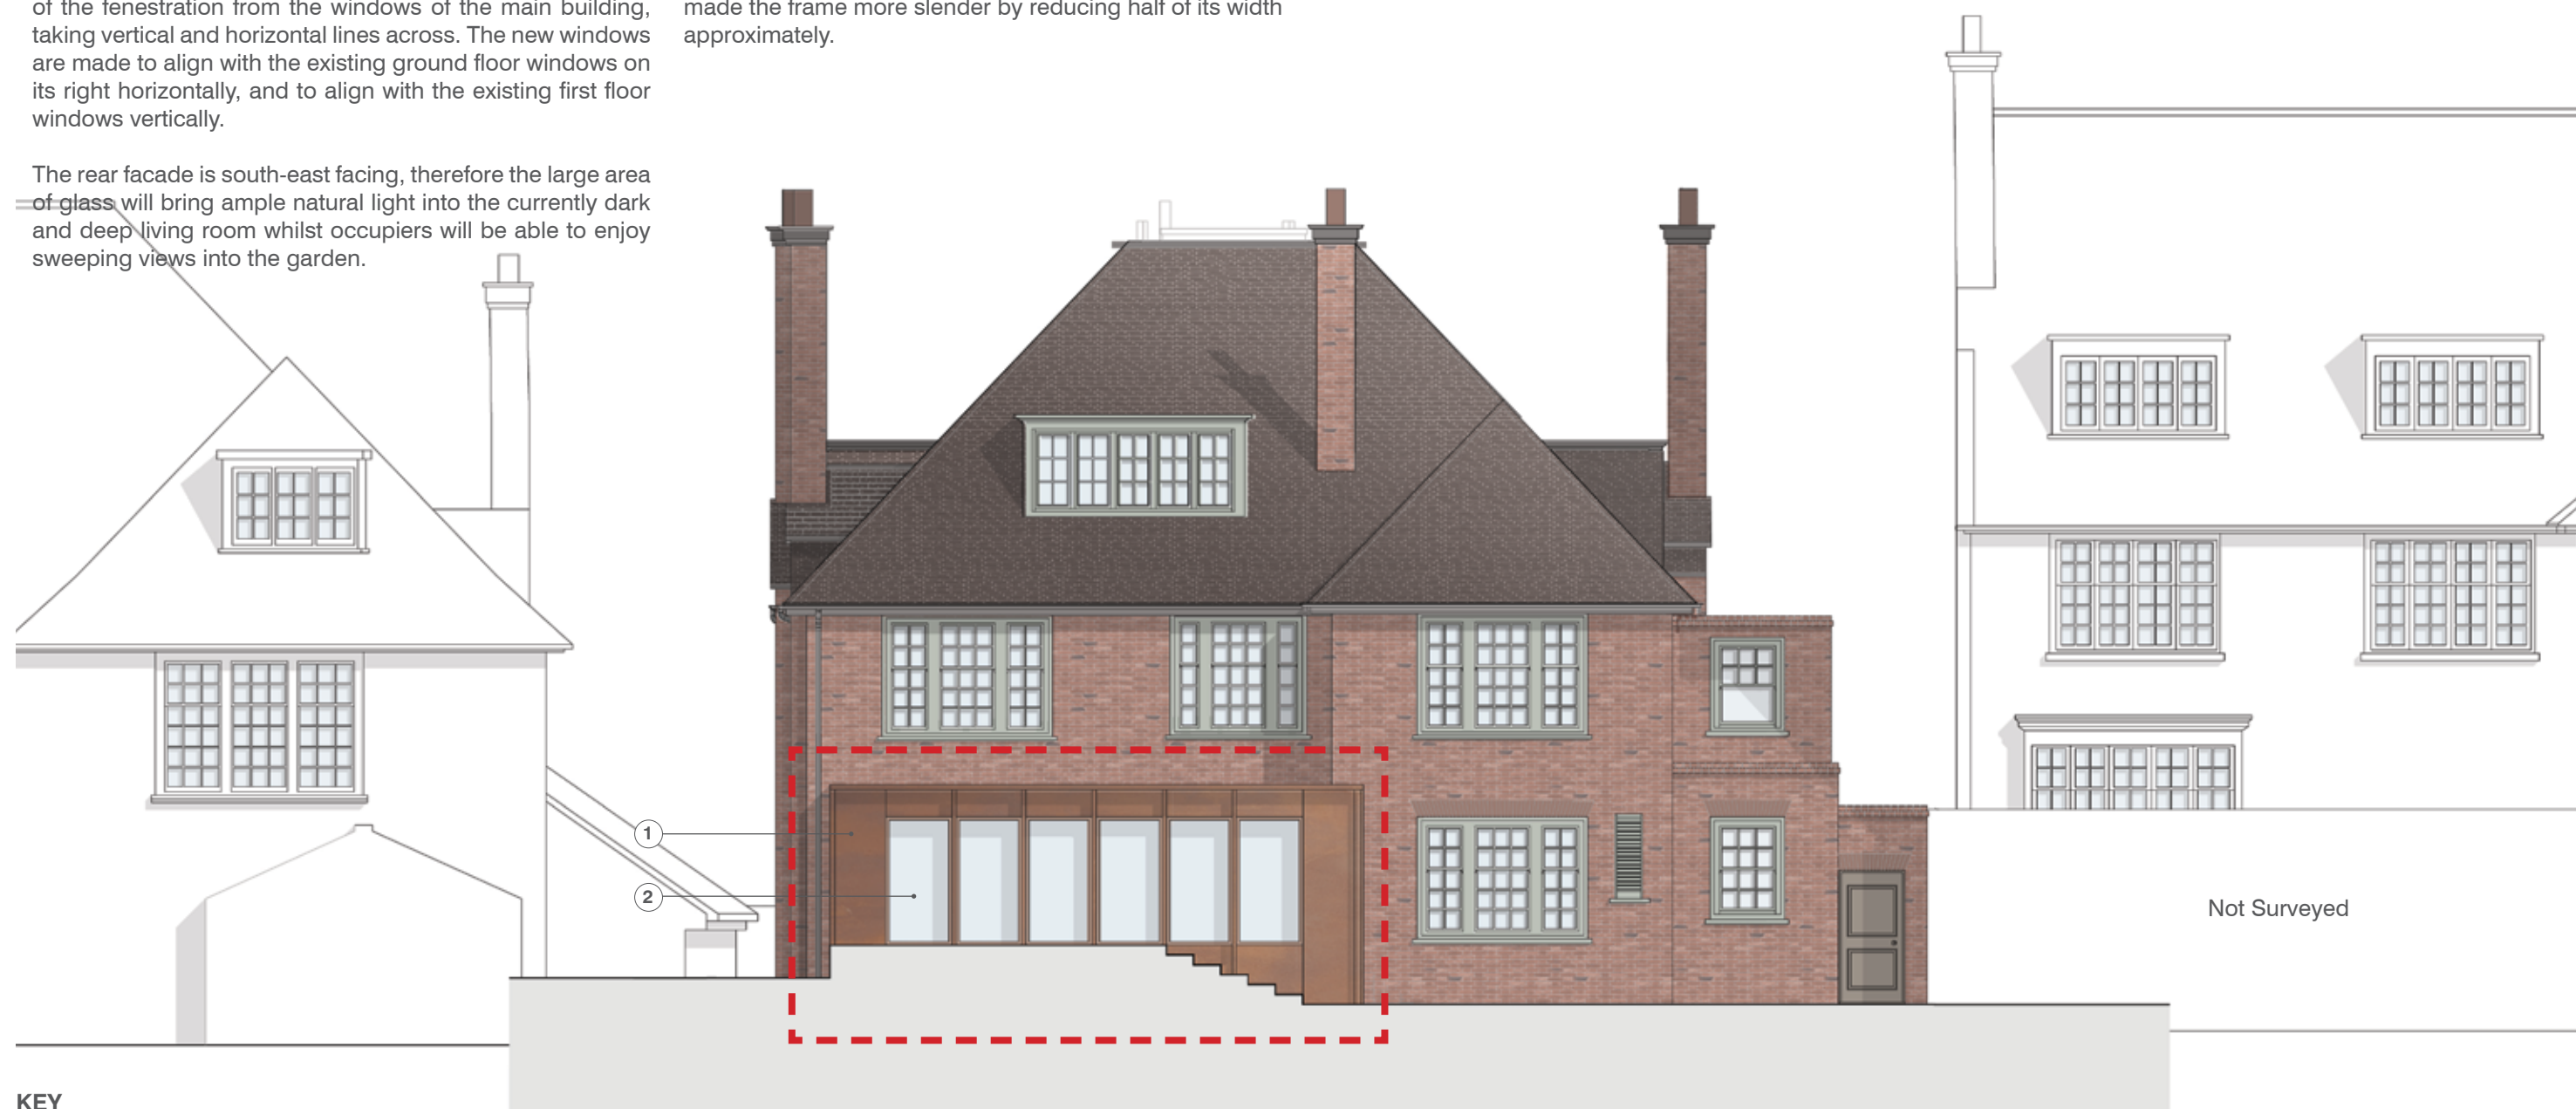 of the fenestration from the windows of the main building,
taking vertical and horizontal lines across. The new windows
are made to align with the existing ground floor windows on
its right horizontally, and to align with the existing first floor
windows vertically.
The rear facade is south-east facing, therefore the large area
of glass will bring ample natural light into the currently dark
and deep living room whilst occupiers will be able to enjoy
sweeping views into the garden.
made the frame more slender by reducing half of its width
approximately.
1
2
Not Surveyed
KEY